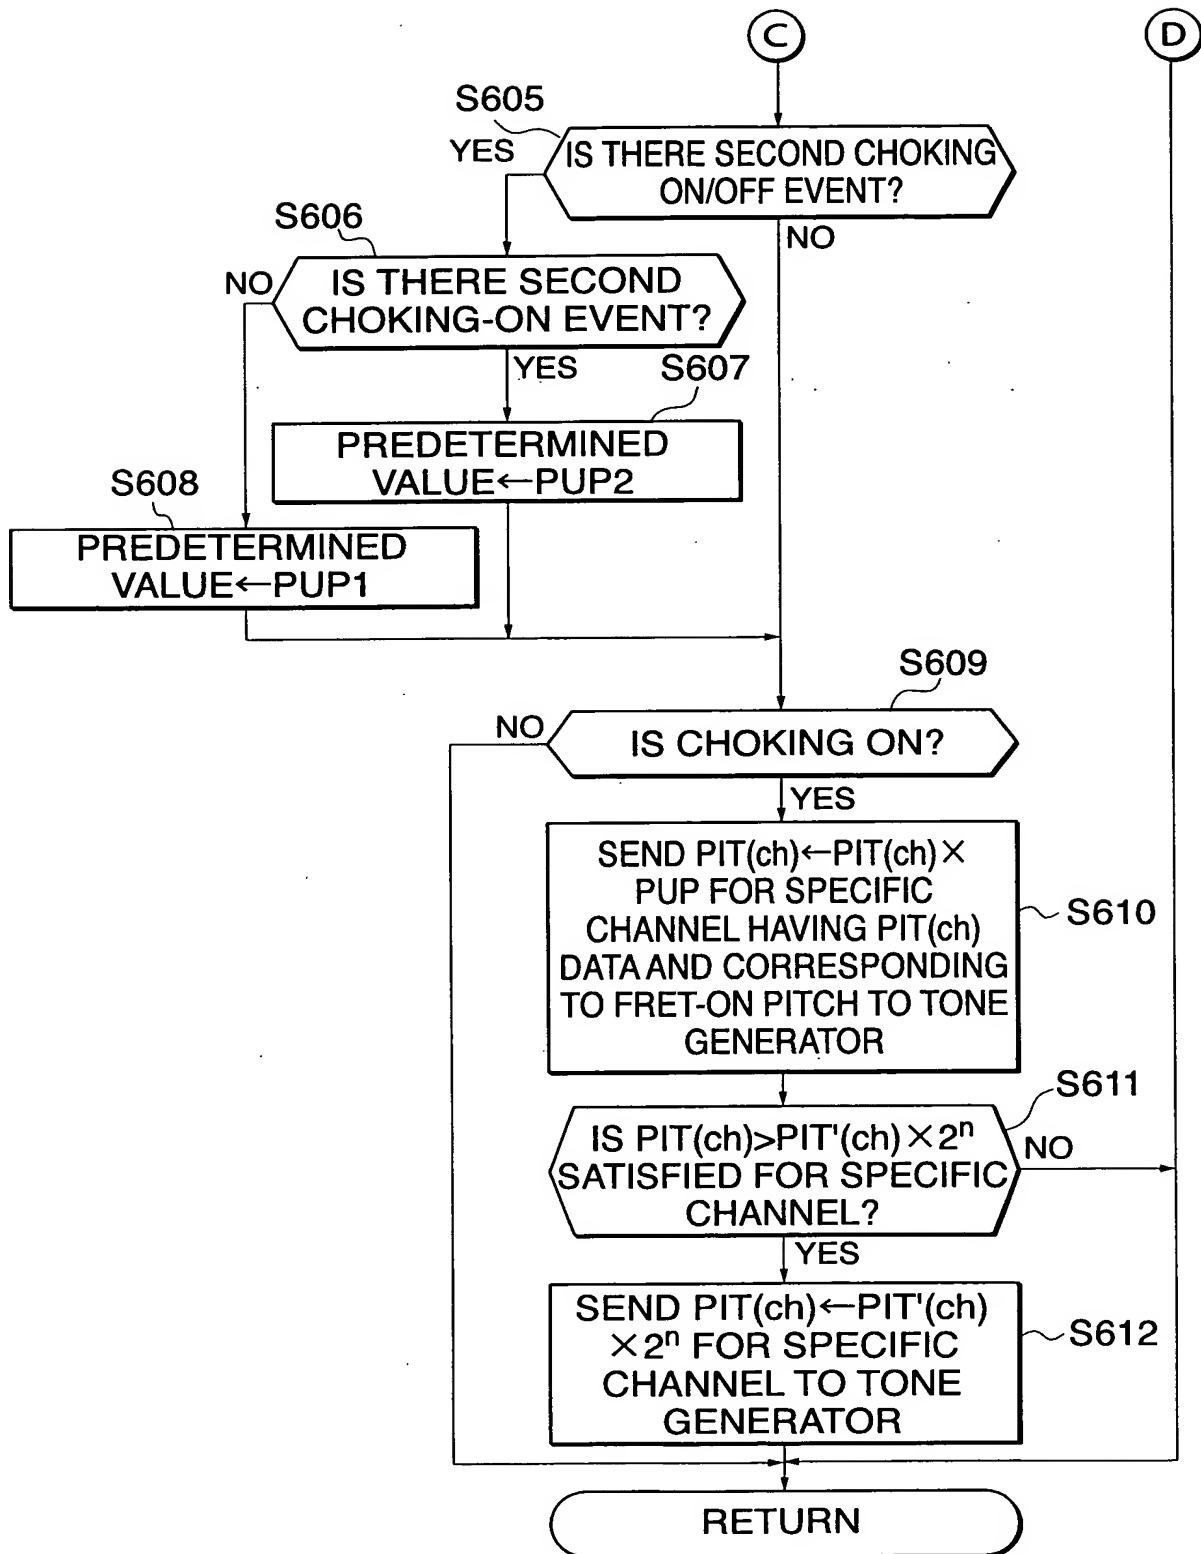 C
D
S605
YES
IS THERE SECOND CHOKING
ON/OFF EVENT?
NO
S606
NO
IS THERE SECOND
CHOKING-ON EVENT?
YES
S607
PREDETERMINED
VALUE←PUP2
S608
PREDETERMINED
VALUE←PUP1
S609
NO
IS CHOKING ON?
YES
SEND PIT(ch)←PIT(ch)×
PUP FOR SPECIFIC
CHANNEL HAVING PIT(ch)
DATA AND CORRESPONDING
TO FRET-ON PITCH TO TONE
GENERATOR
S610
S611
IS PIT(ch)>PIT'(ch)×2ⁿ
SATISFIED FOR SPECIFIC
CHANNEL?
NO
YES
SEND PIT(ch)←PIT'(ch)
×2ⁿ FOR SPECIFIC
CHANNEL TO TONE
GENERATOR
S612
RETURN